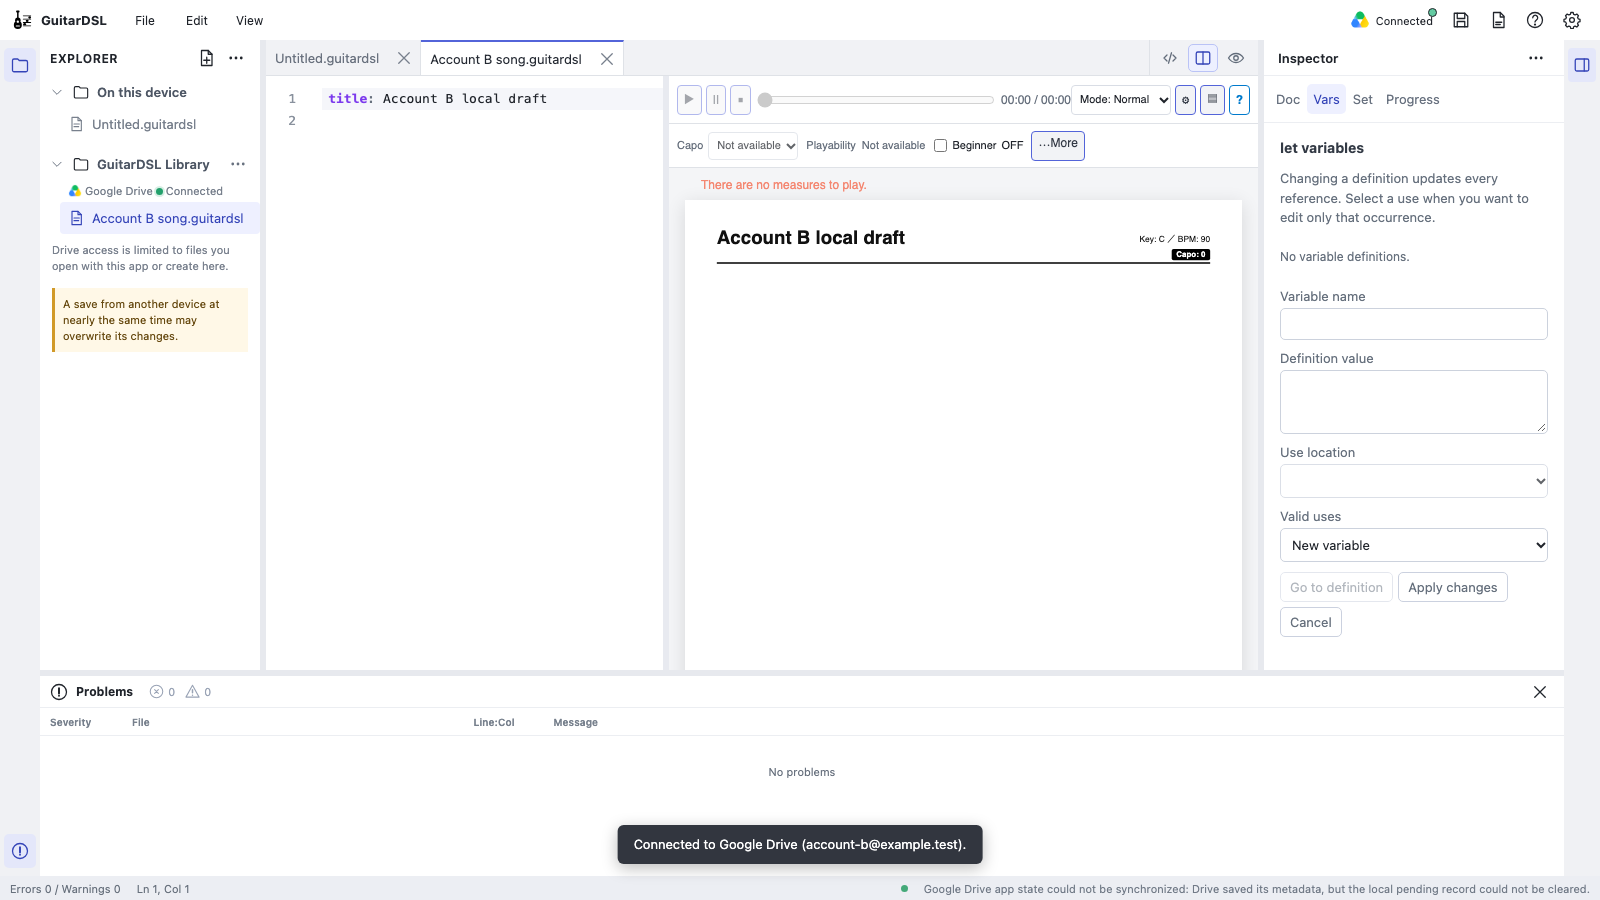 GuitarDSL File Edit View Connected
EXPLORER
On this device
Untitled.guitardsl
GuitarDSL Library
Google Drive Connected
Account B song.guitardsl
Drive access is limited to files you
open with this app or create here.
A save from another device at
nearly the same time may
overwrite its changes.
Untitled.guitardsl Account B song.guitardsl
1 title: Account B local draft
2
00:00 / 00:00 Mode: Normal ?
Capo Not available Playability Not available Beginner OFF ...More
There are no measures to play.
Account B local draft
Key: C / BPM: 90
Capo: 0
Inspector
Doc Vars Set Progress
let variables
Changing a definition updates every
reference. Select a use when you want to
edit only that occurrence.
No variable definitions.
Variable name
Definition value
Use location
Valid uses
New variable
Go to definition Apply changes
Cancel
Problems 0 0
Severity File Line:Col Message
No problems
Connected to Google Drive (account-b@example.test).
Errors 0 / Warnings 0 Ln 1, Col 1 Google Drive app state could not be synchronized: Drive saved its metadata, but the local pending record could not be cleared.